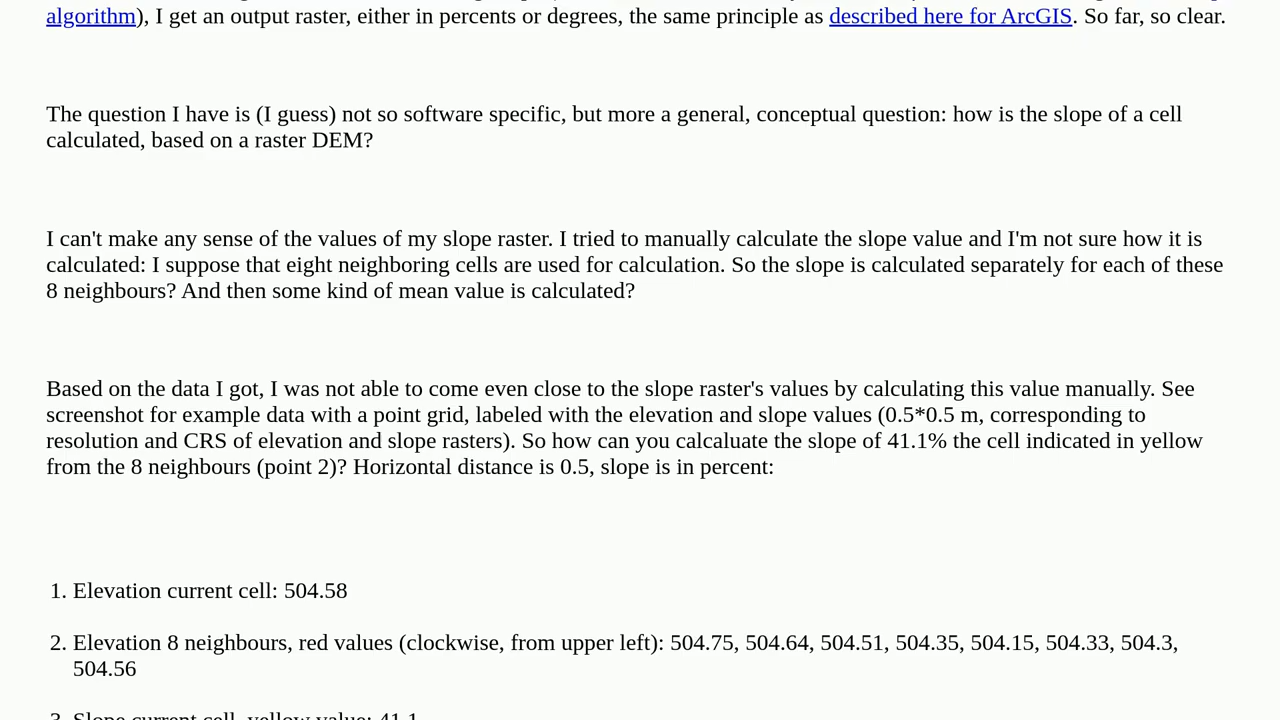 algorithm), I get an output raster, either in percents or degrees, the same principle as described here for ArcGIS. So far, so clear.
The question I have is (I guess) not so software specific, but more a general, conceptual question: how is the slope of a cell
calculated, based on a raster DEM?
I can't make any sense of the values of my slope raster. I tried to manually calculate the slope value and I'm not sure how it is
calculated: I suppose that eight neighboring cells are used for calculation. So the slope is calculated separately for each of these
8 neighbours? And then some kind of mean value is calculated?
Based on the data I got, I was not able to come even close to the slope raster's values by calculating this value manually. See
screenshot for example data with a point grid, labeled with the elevation and slope values (0.5*0.5 m, corresponding to
resolution and CRS of elevation and slope rasters). So how can you calcaluate the slope of 41.1% the cell indicated in yellow
from the 8 neighbours (point 2)? Horizontal distance is 0.5, slope is in percent:
1. Elevation current cell: 504.58
2. Elevation 8 neighbours, red values (clockwise, from upper left): 504.75, 504.64, 504.51, 504.35, 504.15, 504.33, 504.3,
504.56
3. Slope current cell, yellow value: 41.1